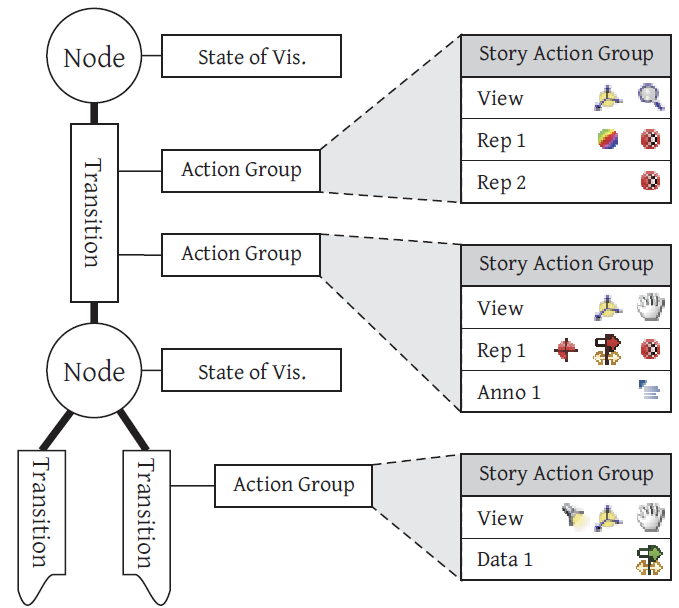 Node
State of Vis.
Transition
Action Group
Action Group
Node
State of Vis.
Transition
Transition
Action Group
Story Action Group
View
Rep 1
Rep 2
Story Action Group
View
Rep 1
Anno 1
Story Action Group
View
Data 1